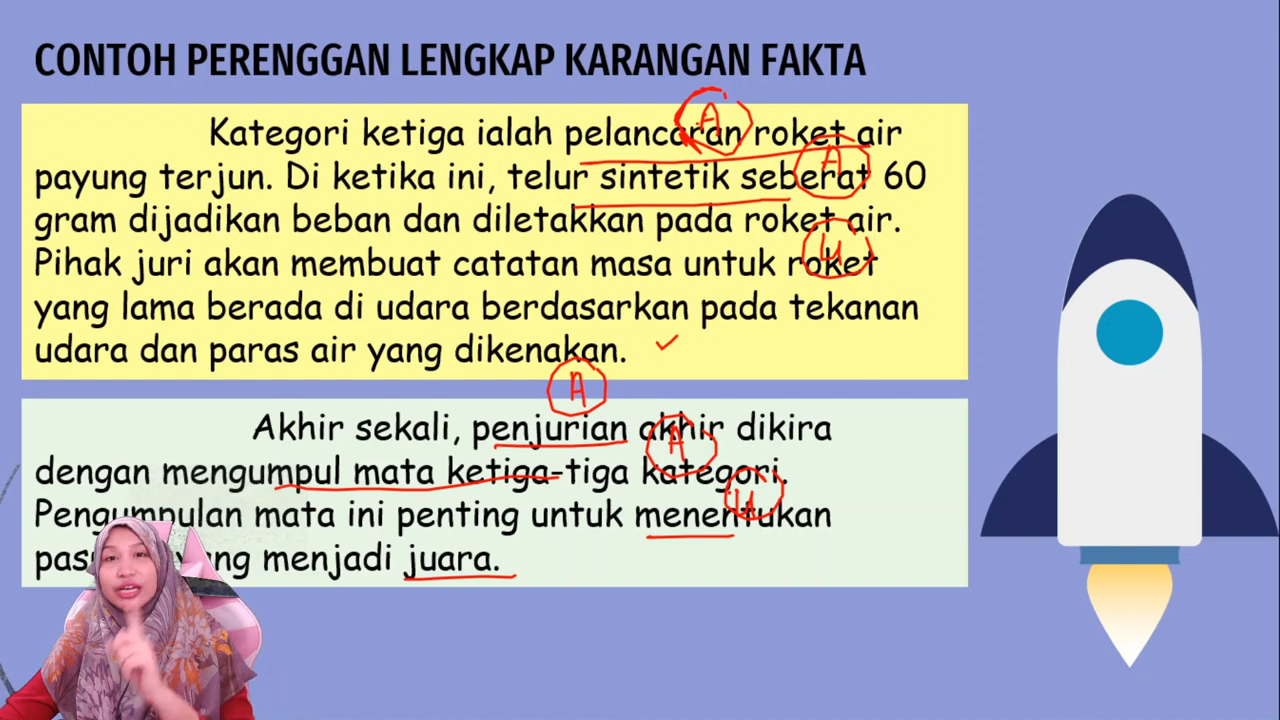 CONTOH PERENGGAN LENGKAP KARANGAN FAKTA
A
Kategori ketiga ialah pelancaran roket air
A
payung terjun. Di ketika ini, telur sintetik seberat 60
gram dijadikan beban dan diletakkan pada roket air.
U
Pihak juri akan membuat catatan masa untuk roket
yang lama berada di udara berdasarkan pada tekanan
udara dan paras air yang dikenakan.
A
Akhir sekali, penjurian akhir dikira
A
dengan mengumpul mata ketiga-tiga kategori.
U
Pengumpulan mata ini penting untuk menentukan
yang menjadi juara.